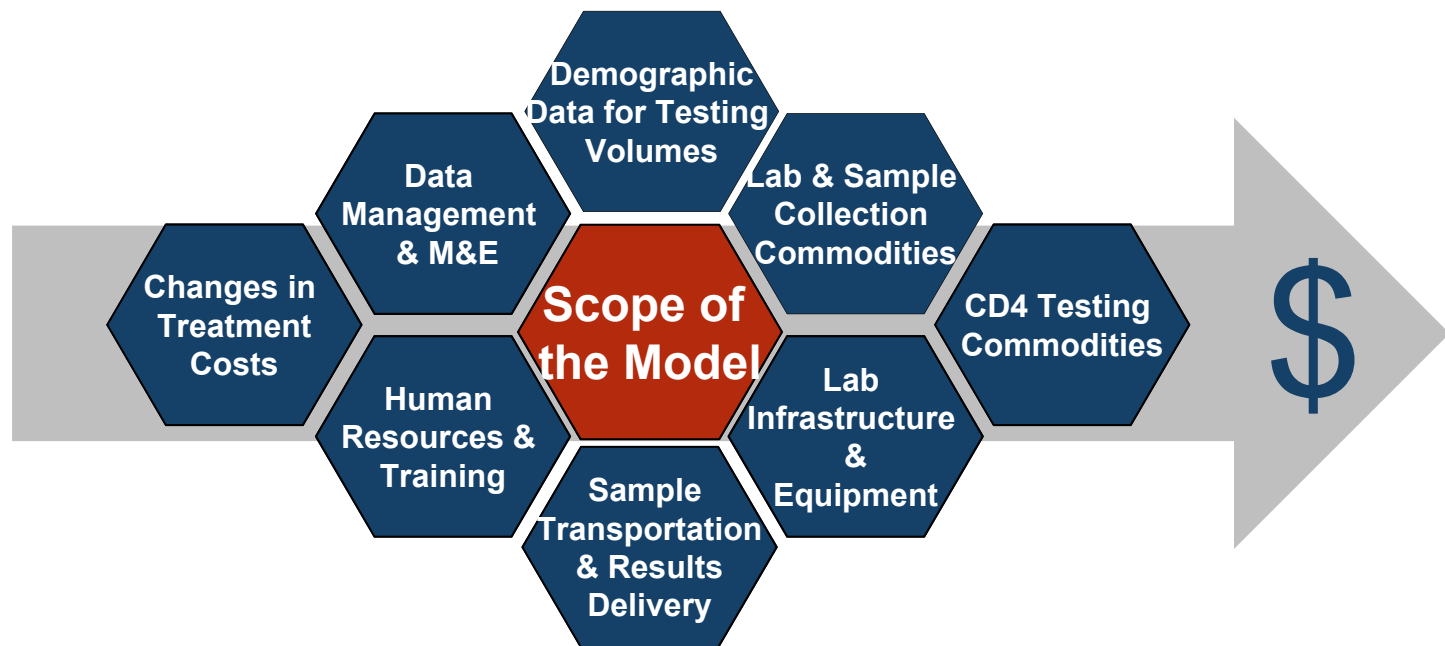 Demographic
Data for Testing
Volumes
Data
Management
& M&E
Lab & Sample
Collection
Commodities
Changes in
Treatment
Costs
Scope of
the Model
CD4 Testing
Commodities
$
Human
Resources &
Training
Lab
Infrastructure
&
Equipment
Sample
Transportation
& Results
Delivery